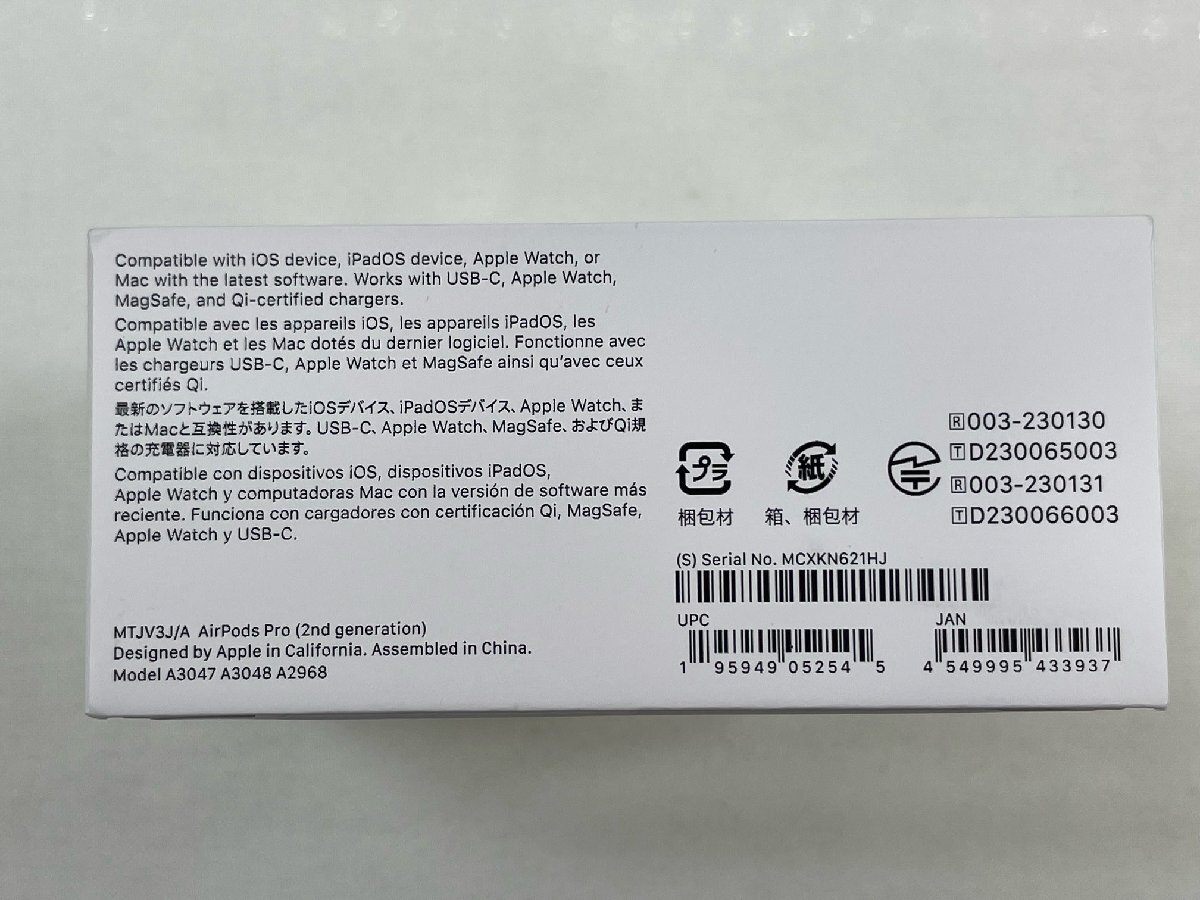 Compatible with iOS device, iPadOS device, Apple Watch, or
Mac with the latest software. Works with USB-C, Apple Watch,
MagSafe, and Qi-certified chargers.
Compatible avec les appareils iOS, les appareils iPadOS, les
Apple Watch et les Mac dotés du dernier logiciel. Fonctionne avec
les chargeurs USB-C, Apple Watch et MagSafe ainsi qu'avec ceux
certifiés Qi.
最新のソフトウェアを搭載したiOSデバイス、iPadOSデバイス、Apple Watch、ま
たはMacと互換性があります。USB-C、Apple Watch、MagSafe、およびQi規
格の充電器に対応しています。
Compatible con dispositivos iOS, dispositivos iPadOS,
Apple Watch y computadoras Mac con la versión de software más
reciente. Funciona con cargadores con certificación Qi, MagSafe,
Apple Watch y USB-C.
MTJV3J/A AirPods Pro (2nd generation)
Designed by Apple in California. Assembled in China.
Model A3047 A3048 A2968
プラ
梱包材
紙
箱、梱包材
R 003-230130
T D230065003
R 003-230131
T D230066003
(S) Serial No. MCXKN621HJ
UPC
1 95949 05254 5
JAN
4 549995 433937